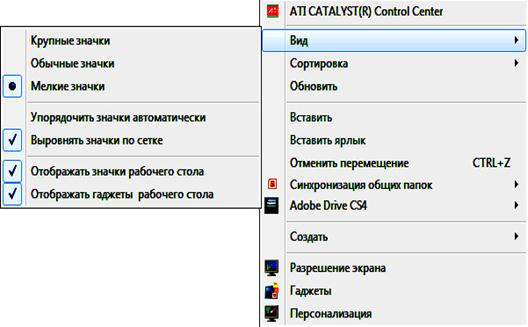 ATI CATALYST(R) Control Center
Вид
Сортировка
Обновить
Вставить
Вставить ярлык
Отменить перемещение CTRL+Z
Синхронизация общих папок
Adobe Drive CS4
Создать
Разрешение экрана
Гаджеты
Персонализация
Крупные значки
Обычные значки
Мелкие значки
Упорядочить значки автоматически
Выровнять значки по сетке
Отображать значки рабочего стола
Отображать гаджеты рабочего стола